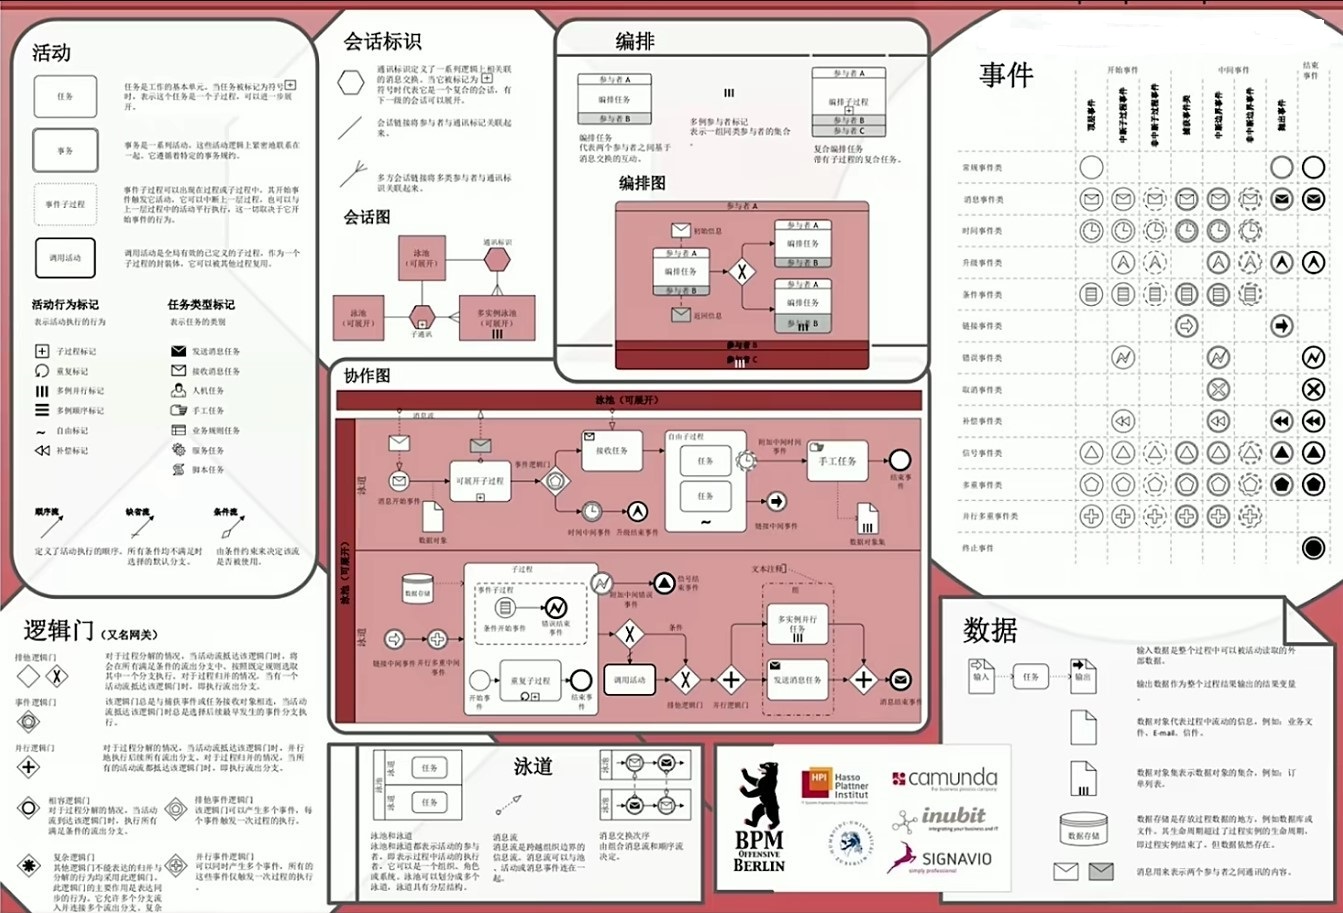 活动
任务
任务是工作的基本单元,当任务被标记为符号
时,表示这个任务是一个子过程,可以进一步展
开。
事务
事务是一系列活动,这些活动逻辑上紧密地联系在
一起。它遵循着特定的事务规约。
事件子过程
事件子过程可以出现在过程或子过程中,其开始事
件触发它活动。它可以中断上一层过程,也可以与
上一层过程中的活动平行执行,这一切取决于它开
始事件的行为。
调用活动
调用活动是全局有效的已定义的子过程,作为一个
子过程的封装体。它可以被其他过程复用。
活动行为标记
表示活动执行的行为
子过程标记
重复标记
多例并行标记
多例顺序标记
自由标记
补偿标记
任务类型标记
表示任务的类别
发送消息任务
接收消息任务
人机任务
手工任务
业务规则任务
服务任务
脚本任务
顺序流
缺省流
条件流
定义了活动执行的顺序。
所有条件均不满足时
选择的默认分支。
由条件约束来决定该流
是否被使用。
会话标识
通讯标识定义了一系列逻辑上相关联
的消息交换。当它被标记为
符号时代表它是一个复合的会话,有
下一级的会话可以展开。
会话链接将参与者与通讯标记关联起
来。
多方会话链接将多类参与者与通讯标
识关联起来。
会话图
泳池
(可展开)
通讯标识
泳池
(可展开)
子通讯
多实例泳池
(可展开)
编排
参与者 A
编排任务
参与者 B
编排任务
代表两个参与者之间基于
消息交换的互动。
多例参与者标记
表示一组同类参与者的集合
。
参与者 A
编排子过程
参与者 B
参与者 C
复合编排任务
带有子过程的复合任务。
编排图
参与者 A
初始信息
参与者 A
编排任务
参与者 B
返回信息
参与者 A
编排任务
参与者 B
参与者 A
编排任务
参与者 B
参与者 B
参与者 C
事件
开始事件
中间事件
结束
事件
顶层事件
中断子过程事件
非中断子过程事件
捕获事件类
中断边界事件
非中断边界事件
抛出事件
常规事件类
消息事件类
时间事件类
升级事件类
条件事件类
链接事件类
错误事件类
取消事件类
补偿事件类
信号事件类
多重事件类
并行多重事件类
终止事件
协作图
泳池(可展开)
消息流
泳池(可展开)
泳道
消息开始事件
可展开子过程
数据对象
事件逻辑门
接收任务
时间中间事件
升级结束事件
自由子过程
任务
任务
附加中间时间
事件
链接中间事件
手工任务
数据对象集
结束事
件
泳道
数据存储
链接中间事件
并行多重中间
事件
子过程
事件子过程
条件开始事件
错误结束
事件
开始事
件
重复子过程
结束事
件
附加中间错误
事件
信号结
束事件
条件
调用活动
排他逻辑门
并行逻辑门
文本注释
组
多实例并行
任务
发送消息任务
消息结束事件
逻辑门(又名网关)
排他逻辑门
对于过程分解的情况,当活动流抵达该逻辑门时,将
会在所有满足条件的流出分支中、按照既定规则选取
其中一个分支执行。对于过程归并的情况,当有一个
活动流抵达该逻辑门时,即执行流出分支。
事件逻辑门
该逻辑门总是与捕获事件或任务接收对象相连,当活动
流抵达该逻辑门时总是选择后续最早发生的事件分支执
行。
并行逻辑门
对于过程分解的情况,当活动流抵达该逻辑门时,并行
地执行后续所有流出分支。对于过程归并的情况,当所
有的活动流都抵达该逻辑门时,即执行流出分支。
相容逻辑门
对于过程分解的情况,当活动
流到达该逻辑门时,执行所有
满足条件的流出分支。
排他事件逻辑门
该逻辑门可以产生多个事件,每
个事件触发一次过程的执行。
复杂逻辑门
其他逻辑门不能表达的归并与
分解的行为均采用此逻辑门。
此逻辑门的主要作用是表达同
步的行为。它允许多个分支流
入并连接多个流出分支。复杂
并行事件逻辑门
可以同时产生多个事件,所有的
这些事件仅触发一次过程的执行
。
泳道
泳池
泳道
任务
泳道
任务
泳池和泳道
泳池和泳道都表示活动的参与
者,即表示过程中活动的执行
者。它可以是一个组织、角色
或系统。泳池可以划分成多个
泳道,泳道具有分层结构。
消息流
消息流是跨越组织边界的
信息流。消息流可以与池
、活动或消息事件连在一
起。
泳池
泳池
消息交换次序
由组合消息流和顺序流
决定。
BPM
OFFENSIVE
BERLIN
HPI
Hasso
Plattner
Institut
camunda
the business process company
inubit
integrating your business and IT
SIGNAVIO
simply professional
数据
输入
任务
输出
输入数据是整个过程中可以被活动读取的外
部数据。
输出数据作为整个过程结果输出的结果变量
。
数据对象代表过程中流动的信息,例如:业务文
件、E-mail、信件。
数据对象集表示数据对象的集合,例如:订
单列表。
数据存储
数据存储是存放过程数据的地方,例如数据库或
文件。其生命周期超过了过程实例的生命周期,
即过程实例结束了,但数据依然存在。
消息用来表示两个参与者之间通讯的内容。